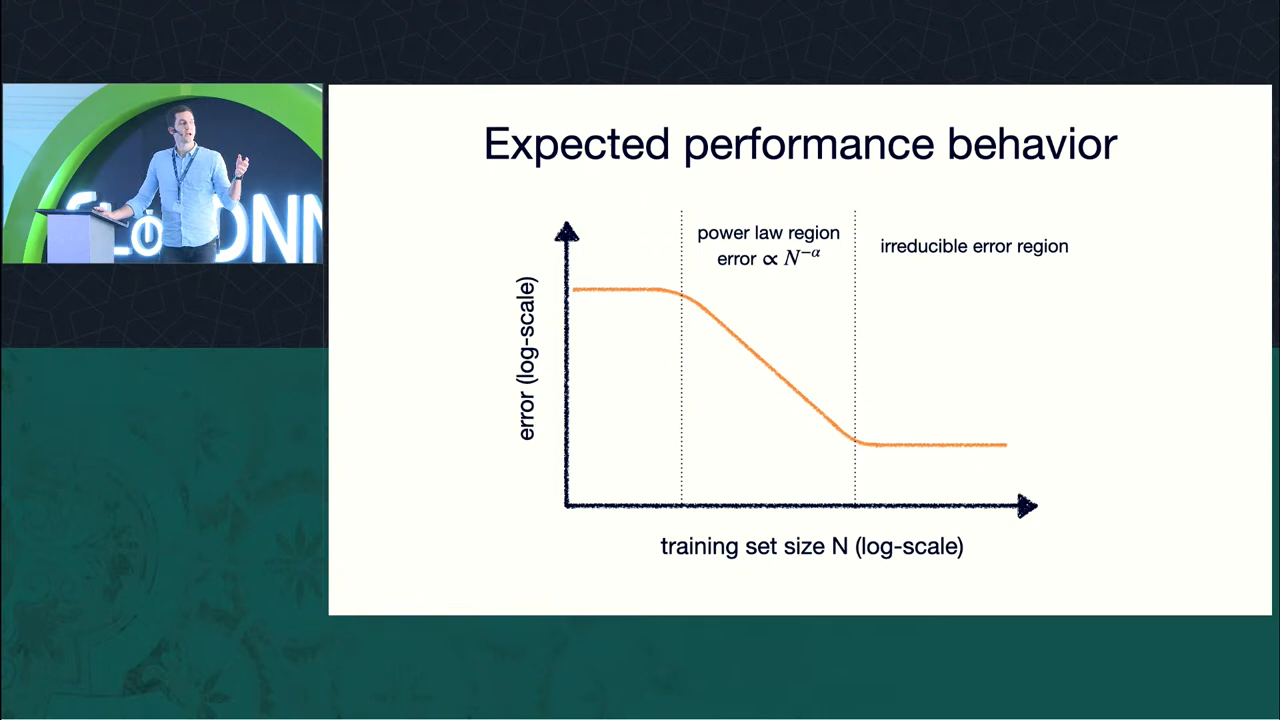 Expected performance behavior
power law region
error ∝ N^{-α}
irreducible error region
error (log-scale)
training set size N (log-scale)